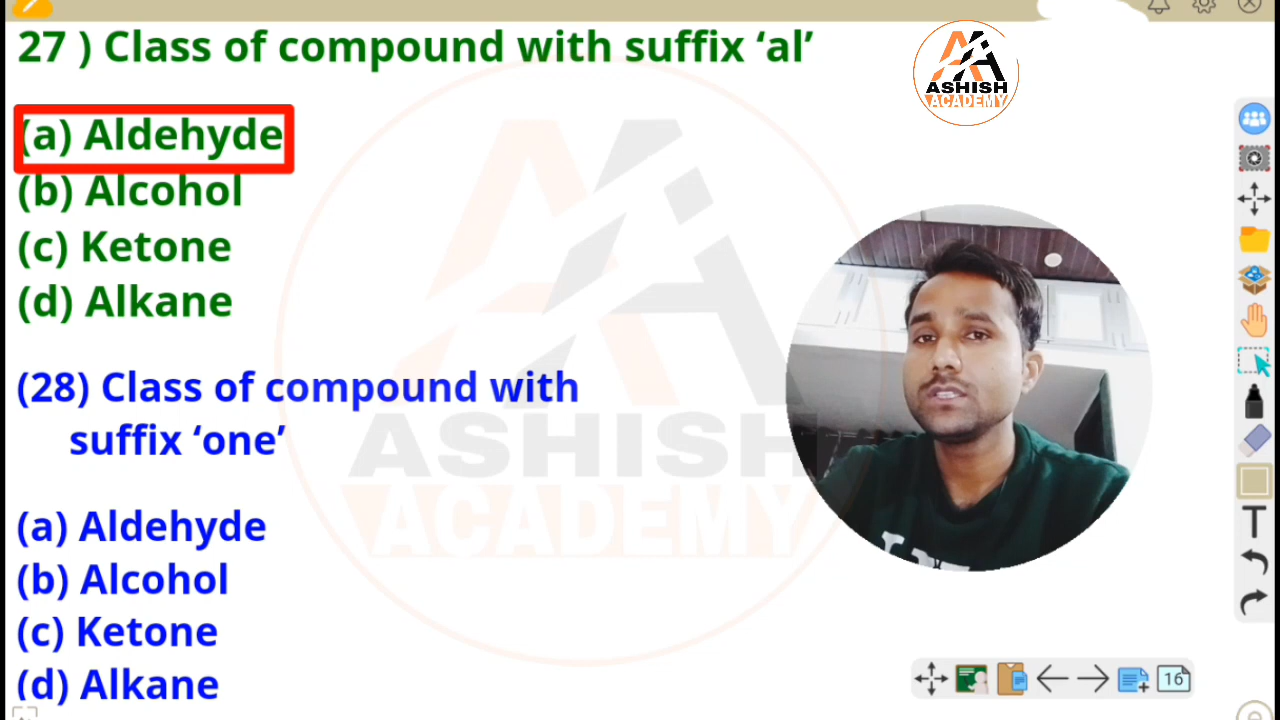 27 ) Class of compound with suffix ‘al’
ASHISH
ACADEMY
(a) Aldehyde
(b) Alcohol
(c) Ketone
(d) Alkane
(28) Class of compound with
suffix ‘one’
ASHISH
ACADEMY
(a) Aldehyde
(b) Alcohol
(c) Ketone
(d) Alkane
T
16